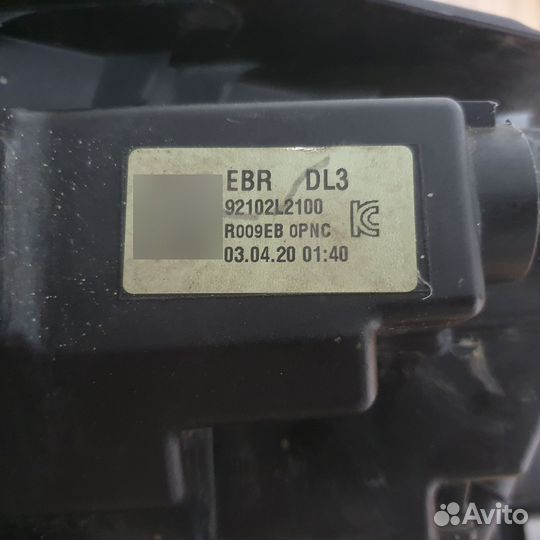 EBR DL3
92102L2100
R009EB 0PNC
03.04.20 01:40
Avito